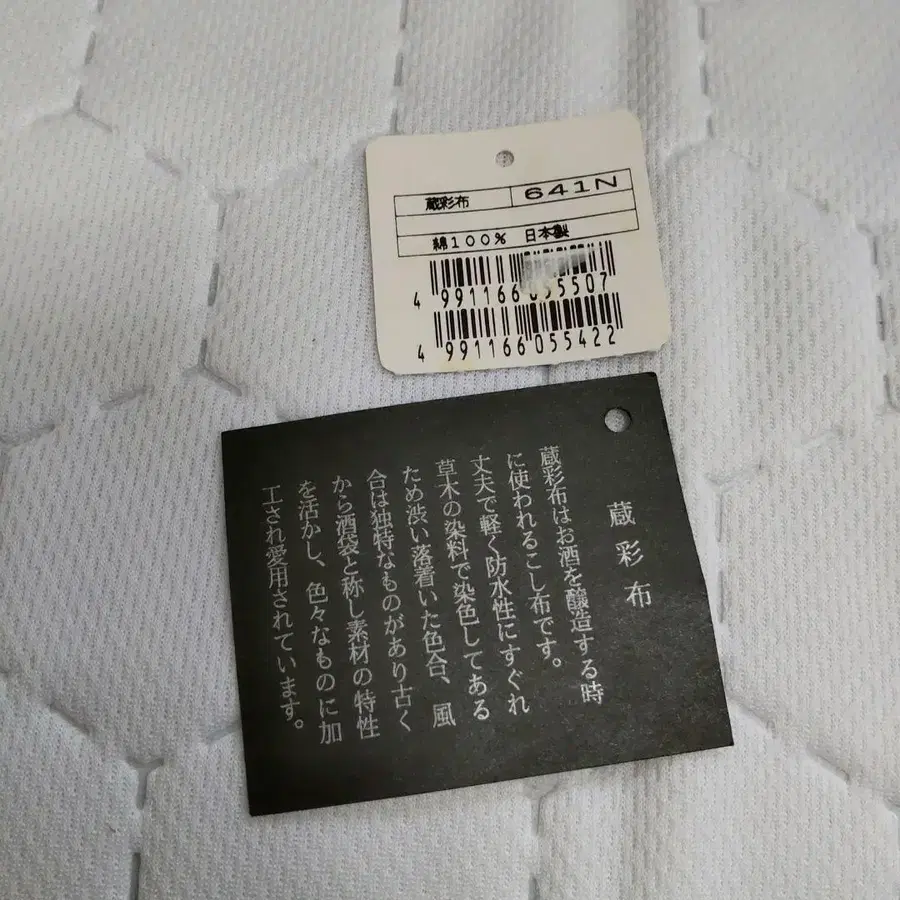 蔵彩布 641N
綿100% 日本製
4 991166 055507
4 991166 055422
蔵彩布
蔵彩布はお酒を醸造する時
に使われるこし布です。
丈夫で軽く防水性にすぐれ
草木の染料で染色してある
ため渋い落着いた色合、風
合は独特なものがあり古く
から酒袋と称し素材の特性
を活かし、色々なものに加
工され愛用されています。